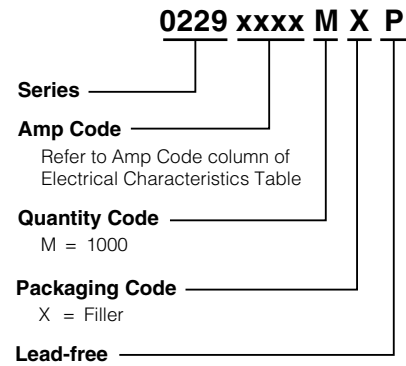 0229 xxxx M X P
Series
Amp Code
Refer to Amp Code column of
Electrical Characteristics Table
Quantity Code
M = 1000
Packaging Code
X = Filler
Lead-free